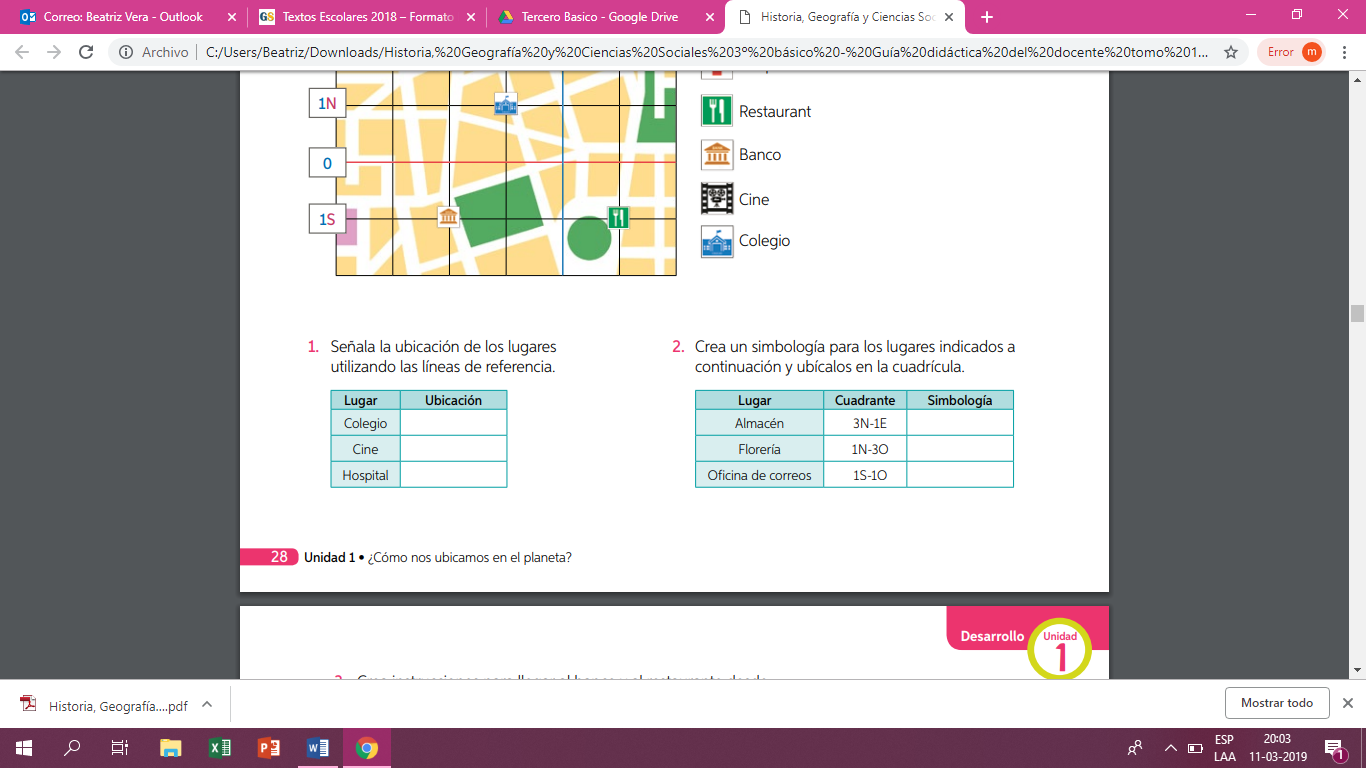 Correo: Beatriz Vera - Outlook
Textos Escolares 2018 – Formato
Tercero Basico - Google Drive
Historia, Geografía y Ciencias Soc
Archivo
C:/Users/Beatriz/Downloads/Historia,%20Geografía%20y%20Ciencias%20Sociales%203°%20básico%20-%20Guía%20didáctica%20del%20docente%20tomo%201...
Error m
1N
0
1S
Restaurant
Banco
Cine
Colegio
1. Señala la ubicación de los lugares
utilizando las líneas de referencia.
Lugar Ubicación
Colegio
Cine
Hospital
2. Crea un simbología para los lugares indicados a
continuación y ubícalos en la cuadrícula.
Lugar Cuadrante Simbología
Almacén 3N-1E
Florería 1N-3O
Oficina de correos 1S-1O
28 Unidad 1 • ¿Cómo nos ubicamos en el planeta?
Desarrollo Unidad
1
Historia, Geografía....pdf
Mostrar todo
ESP
LAA
20:03
11-03-2019
1